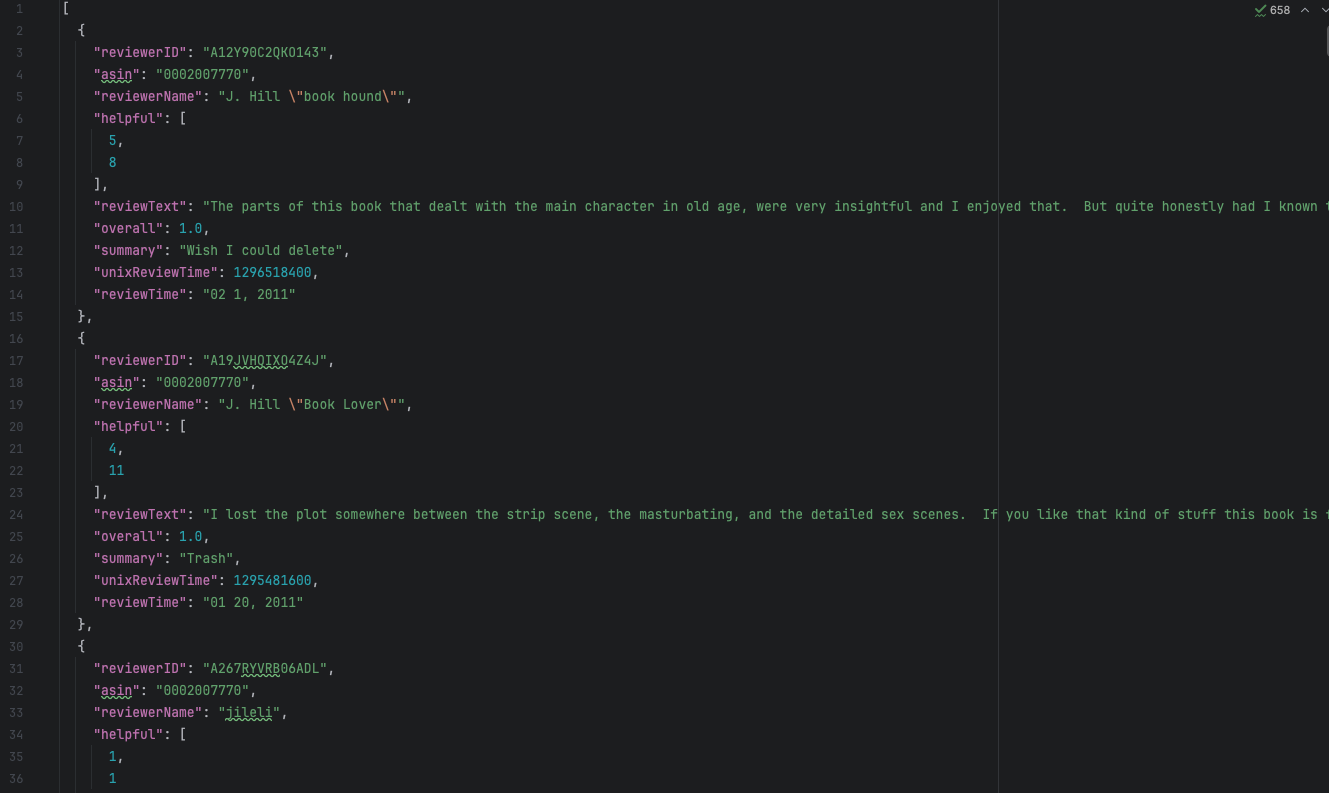 [
{
"reviewerID": "A12Y90C2QKO143",
"asin": "0002007770",
"reviewerName": "J. Hill \"book hound\"",
"helpful": [
5,
8
],
"reviewText": "The parts of this book that dealt with the main character in old age, were very insightful and I enjoyed that.  But quite honestly had I known
"overall": 1.0,
"summary": "Wish I could delete",
"unixReviewTime": 1296518400,
"reviewTime": "02 1, 2011"
},
{
"reviewerID": "A19JVHQIXO4Z4J",
"asin": "0002007770",
"reviewerName": "J. Hill \"Book Lover\"",
"helpful": [
4,
11
],
"reviewText": "I lost the plot somewhere between the strip scene, the masturbating, and the detailed sex scenes.  If you like that kind of stuff this book is
"overall": 1.0,
"summary": "Trash",
"unixReviewTime": 1295481600,
"reviewTime": "01 20, 2011"
},
{
"reviewerID": "A267RYVRB06ADL",
"asin": "0002007770",
"reviewerName": "jileli",
"helpful": [
1,
1
658
1
2
3
4
5
6
7
8
9
10
11
12
13
14
15
16
17
18
19
20
21
22
23
24
25
26
27
28
29
30
31
32
33
34
35
36